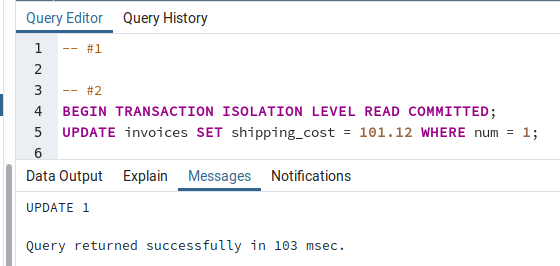 Query Editor Query History
1 -- #1
2
3 -- #2
4 BEGIN TRANSACTION ISOLATION LEVEL READ COMMITTED;
5 UPDATE invoices SET shipping_cost = 101.12 WHERE num = 1;
6
Data Output Explain Messages Notifications
UPDATE 1
Query returned successfully in 103 msec.